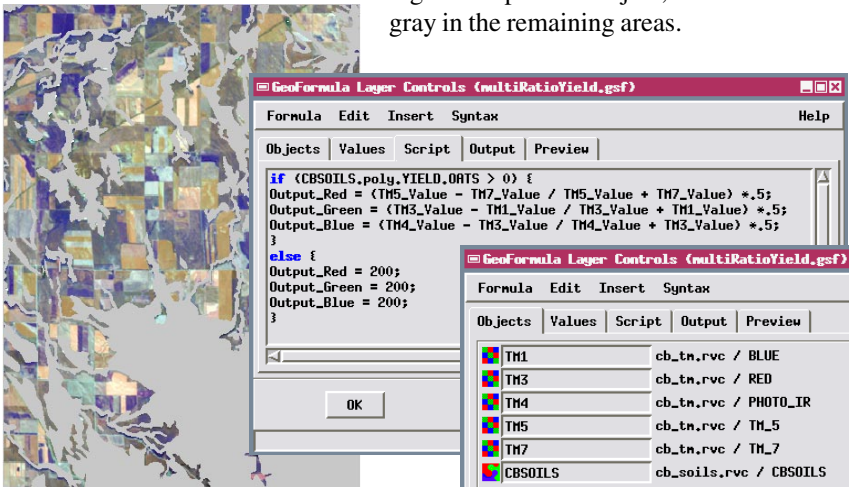 gray in the remaining areas.
GeoFormula Layer Controls (multiRatioYield.gsf)
Formula Edit Insert Syntax Help
Objects Values Script Output Preview
if (CBSOILS.poly.YIELD.OATS > 0) {
Output_Red = (TM5_Value - TM7_Value / TM5_Value + TM7_Value) *.5;
Output_Green = (TM3_Value - TM1_Value / TM3_Value + TM1_Value) *.5;
Output_Blue = (TM4_Value - TM3_Value / TM4_Value + TM3_Value) *.5;
}
else {
Output_Red = 200;
Output_Green = 200;
Output_Blue = 200;
}
OK
GeoFormula Layer Controls (multiRatioYield.gsf)
Formula Edit Insert Syntax
Objects Values Script Output Preview
TM1 cb_tm.rvc / BLUE
TM3 cb_tm.rvc / RED
TM4 cb_tm.rvc / PHOTO_IR
TM5 cb_tm.rvc / TM_5
TM7 cb_tm.rvc / TM_7
CBSOILS cb_soils.rvc / CBSOILS